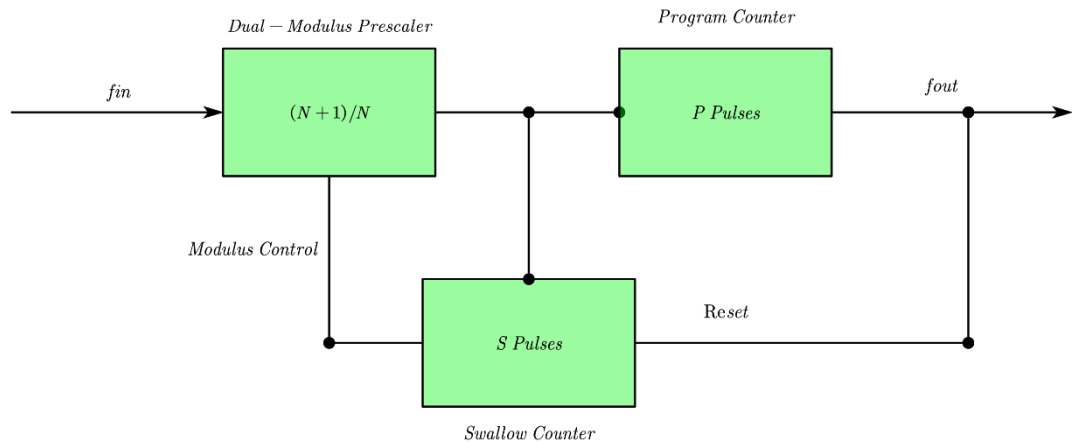 Program Counter
Dual − Modulus Prescaler
fin
(N + 1)/N
P Pulses
fout
Modulus Control
Reset
S Pulses
Swallow Counter